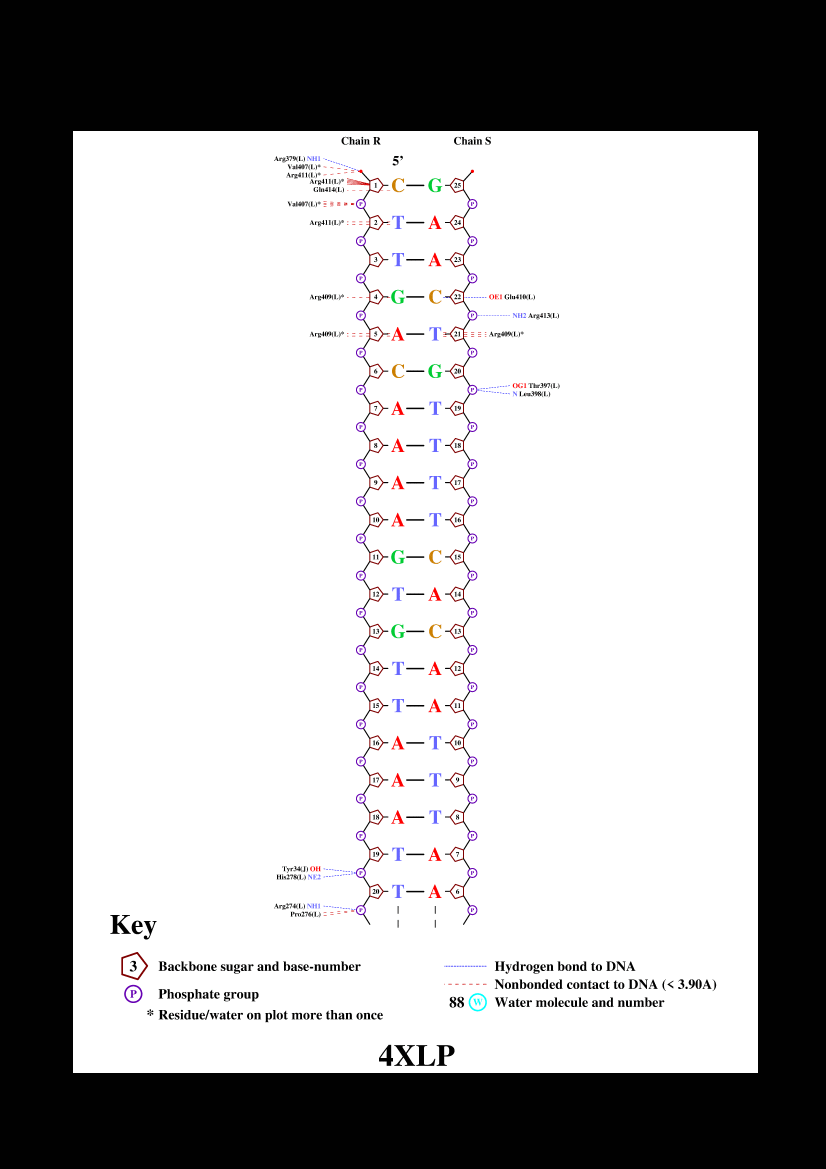 Chain R Chain S
5’
Arg379(L) NH1
Val407(L)*
Arg411(L)*
Arg411(L)*
1 C G 25
Gln414(L)
Val407(L)* P P
Arg411(L)* 2 T A 24
P P
3 T A 23
P P
Arg409(L)* 4 G C 22 OE1 Glu410(L)
P P NH2 Arg413(L)
Arg409(L)* 5 A T 21 Arg409(L)*
P P
6 C G 20
P P OG1 Thr397(L)
N Leu398(L)
7 A T 19
P P
8 A T 18
P P
9 A T 17
P P
10 A T 16
P P
11 G C 15
P P
12 T A 14
P P
13 G C 13
P P
14 T A 12
P P
15 T A 11
P P
16 A T 10
P P
17 A T 9
P P
18 A T 8
P P
19 T A 7
Tyr34(J) OH P P
His278(L) NE2
20 T A 6
Arg274(L) NH1 P P
Pro276(L)
Key
3 Backbone sugar and base-number
P Phosphate group
* Residue/water on plot more than once
Hydrogen bond to DNA
Nonbonded contact to DNA (< 3.90A)
88 W Water molecule and number
4XLP